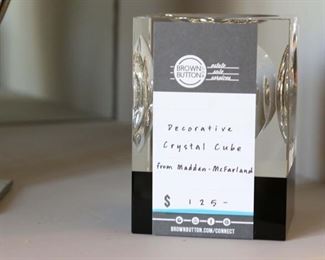 BROWN
BUTTON
estate
sale
services
Decorative
Crystal Cube
from Madden-McFarland
$ 125-
BROWNBUTTON.COM/CONNECT